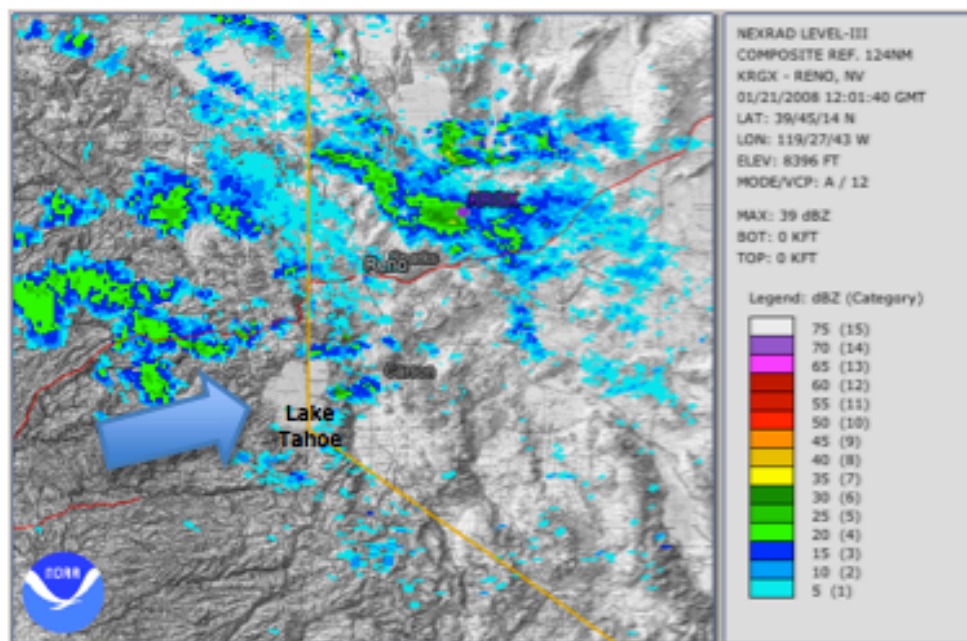 NEXRAD LEVEL-III
COMPOSITE REF. 124NM
KRGX - RENO, NV
01/21/2008 12:01:40 GMT
LAT: 39/45/14 N
LON: 119/27/43 W
ELEV: 8396 FT
MODE/VCP: A / 12
MAX: 39 dBZ
BOT: 0 KFT
TOP: 0 KFT
Legend: dBZ (Category)
75 (15)
70 (14)
65 (13)
60 (12)
55 (11)
50 (10)
45 (9)
40 (8)
35 (7)
30 (6)
25 (5)
20 (4)
15 (3)
10 (2)
5 (1)
Reno
Lake
Tahoe
NOAA